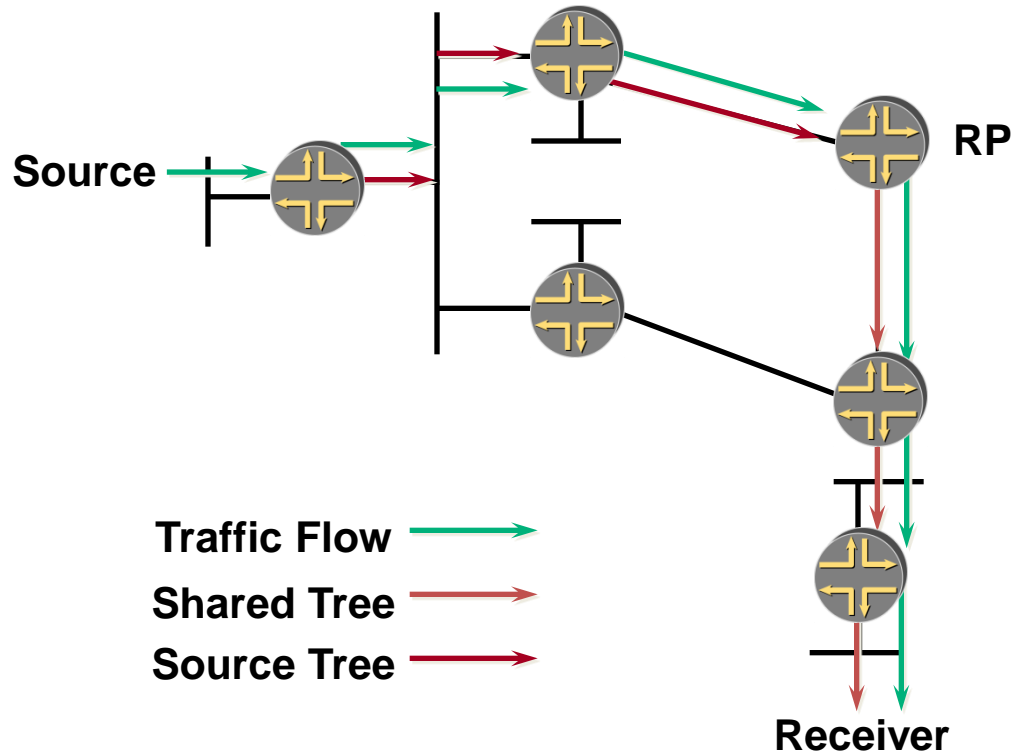 RP
Source
Traffic Flow
Shared Tree
Source Tree
Receiver